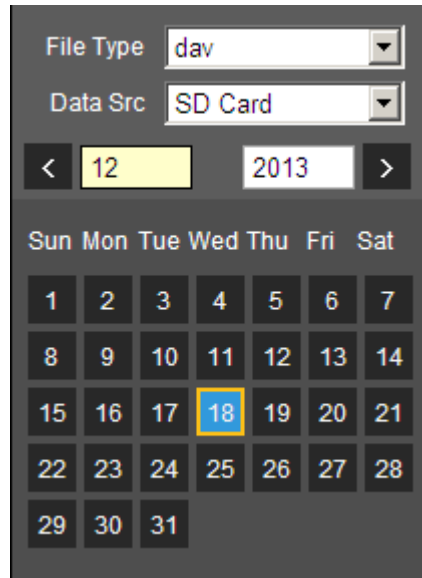 File Type dav
Data Src SD Card
< 12 2013 >
Sun Mon Tue Wed Thu Fri Sat
1 2 3 4 5 6 7
8 9 10 11 12 13 14
15 16 17 18 19 20 21
22 23 24 25 26 27 28
29 30 31